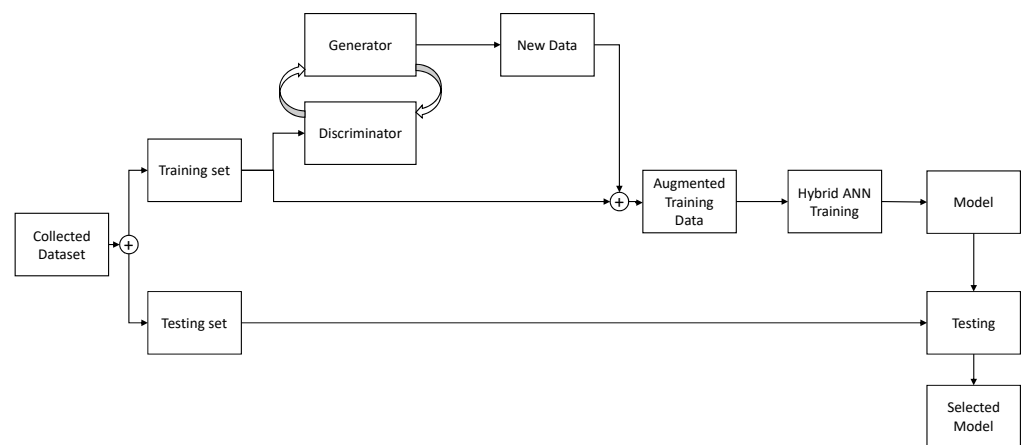 Generator
New Data
Discriminator
Training set
Augmented
Training
Data
Hybrid ANN
Training
Model
Collected
Dataset
+
+
Testing set
Testing
Selected
Model